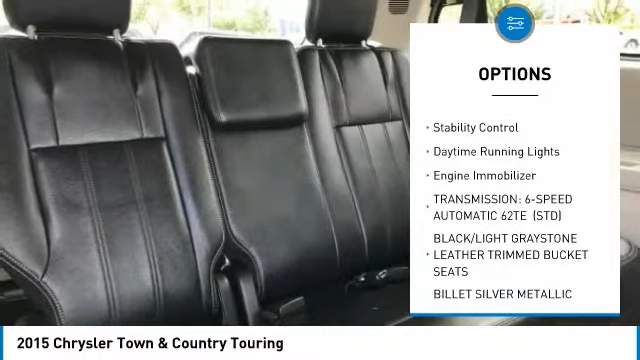 OPTIONS
Stability Control
Daytime Running Lights
Engine Immobilizer
TRANSMISSION: 6-SPEED
AUTOMATIC 62TE (STD)
BLACK/LIGHT GRAYSTONE
LEATHER TRIMMED BUCKET
SEATS
BILLET SILVER METALLIC
2015 Chrysler Town & Country Touring